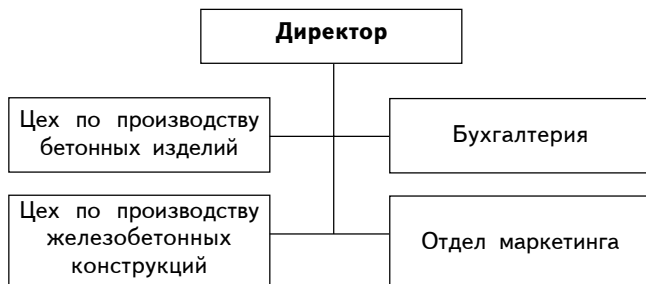 Директор
Цех по производству
бетонных изделий
Бухгалтерия
Цех по производству
железобетонных
конструкций
Отдел маркетинга